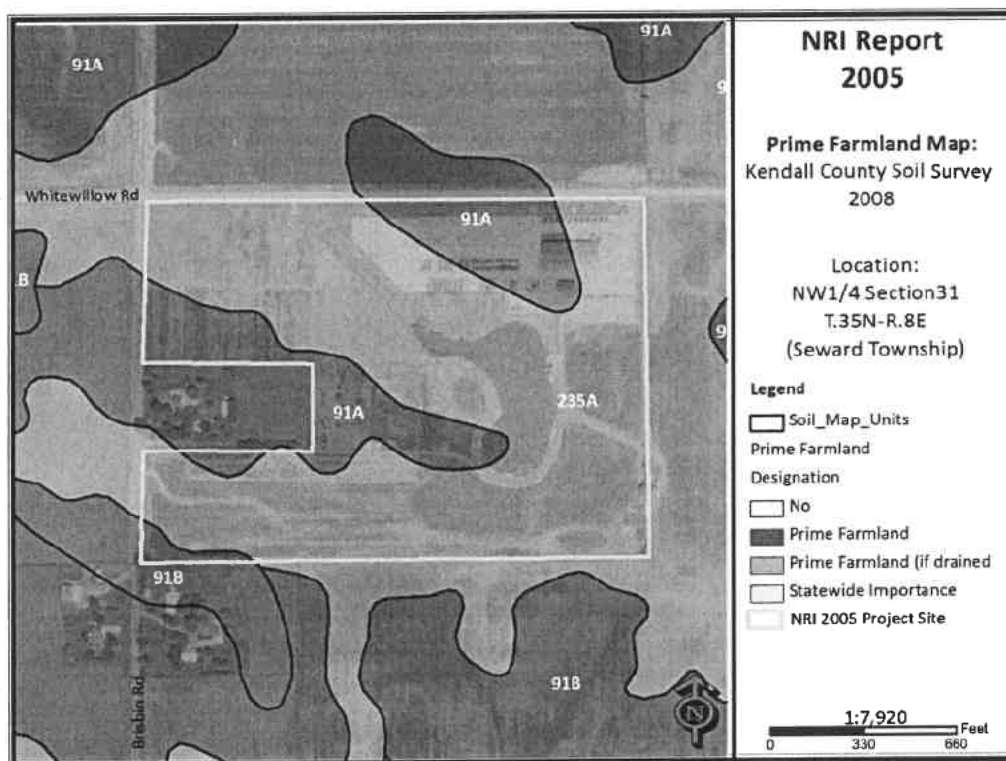 91A
91A
9
Whitewillow Rd
91A
.B
9
91A
235A
91B
91B
Brisbin Rd
NRI Report
2005
Prime Farmland Map:
Kendall County Soil Survey
2008
Location:
NW1/4 Section31
T.35N-R.8E
(Seward Township)
Legend
Soil_Map_Units
Prime Farmland
Designation
No
Prime Farmland
Prime Farmland (if drained
Statewide Importance
NRI 2005 Project Site
N
1:7,920
Feet
0 330 660